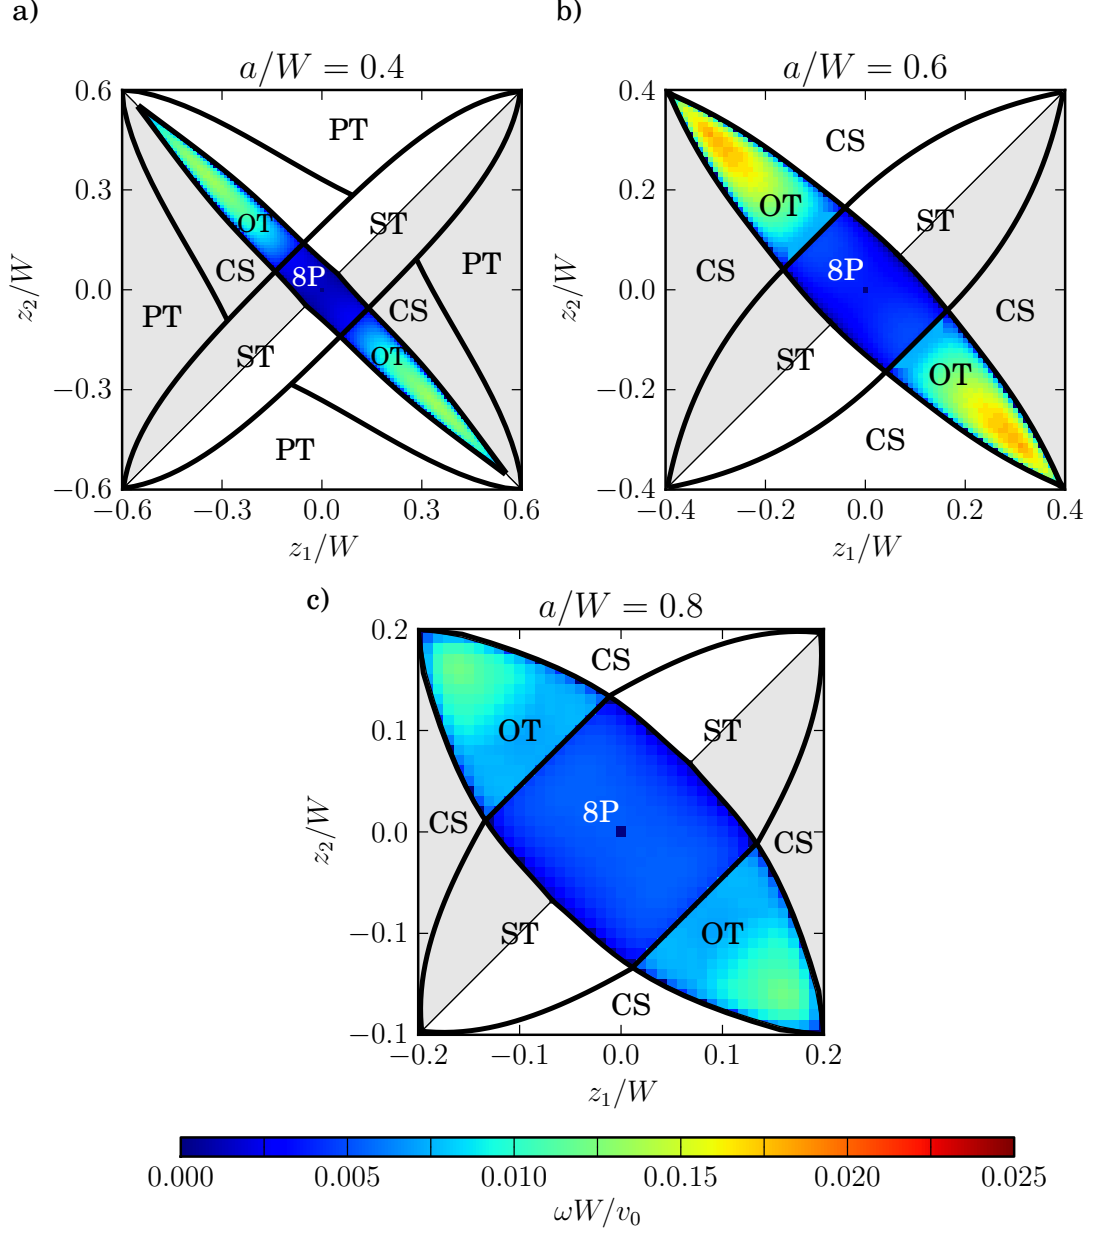 a)
a/W = 0.4
0.6
0.3
0.0
−0.3
−0.6
z₂/W
PT
ST
OT
CS
8P
PT
PT
CS
ST
OT
PT
−0.6 −0.3 0.0 0.3 0.6
z₁/W
b)
a/W = 0.6
0.4
0.2
0.0
−0.2
−0.4
z₂/W
CS
OT
ST
CS
8P
CS
ST
OT
CS
−0.4 −0.2 0.0 0.2 0.4
z₁/W
c)
a/W = 0.8
0.2
0.1
0.0
−0.1
−0.1
z₂/W
CS
OT
ST
8P
CS
CS
ST
OT
CS
−0.2 −0.1 0.0 0.1 0.2
z₁/W
0.000 0.005 0.010 0.015 0.020 0.025
ωW/v₀